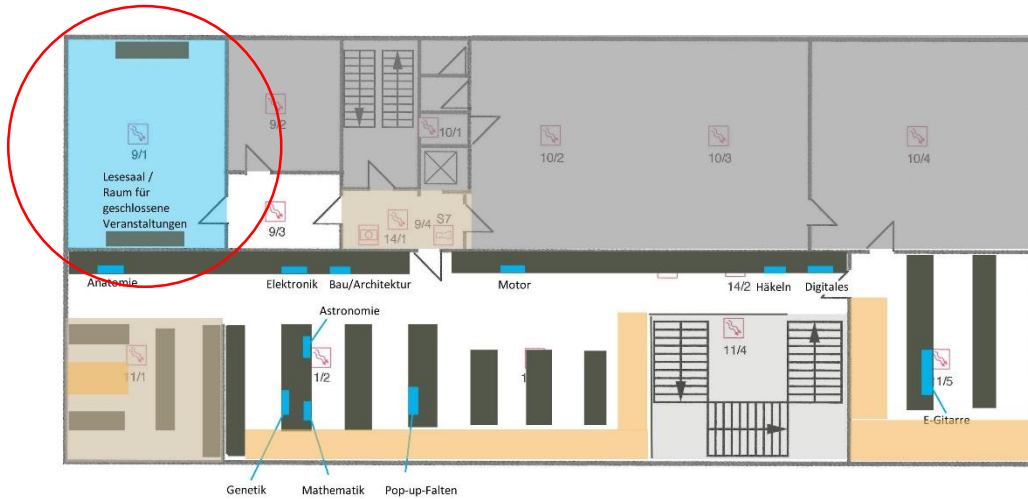 9/1
Lesesaal /
Raum für
geschlossene
Veranstaltungen
9/2
9/3
10/1
9/4
S7
14/1
10/2
10/3
10/4
Anatomie
Elektronik
Bau/Architektur
Motor
14/2
Häkeln
Digitales
Astronomie
11/1
1/2
11/4
11/5
E-Gitarre
Genetik
Mathematik
Pop-up-Falten